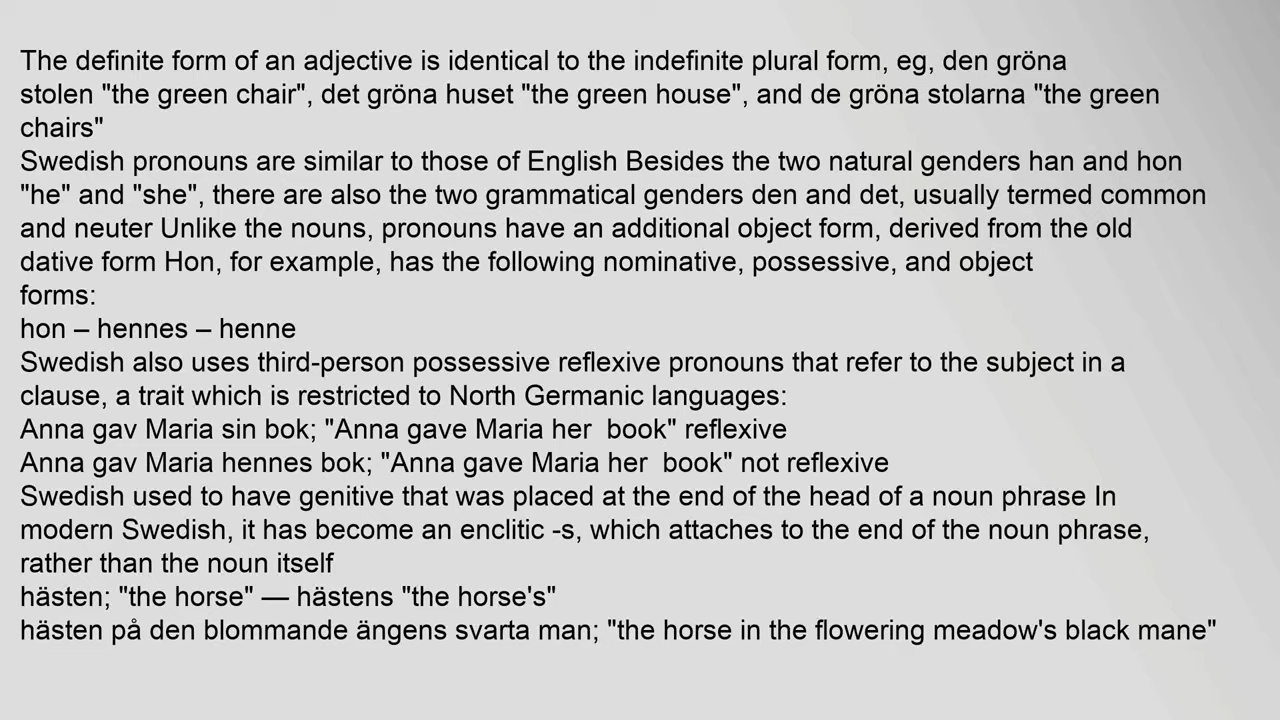 The definite form of an adjective is identical to the indefinite plural form, eg, den gröna
stolen "the green chair", det gröna huset "the green house", and de gröna stolarna "the green
chairs"
Swedish pronouns are similar to those of English Besides the two natural genders han and hon
"he" and "she", there are also the two grammatical genders den and det, usually termed common
and neuter Unlike the nouns, pronouns have an additional object form, derived from the old
dative form Hon, for example, has the following nominative, possessive, and object
forms:
hon – hennes – henne
Swedish also uses third-person possessive reflexive pronouns that refer to the subject in a
clause, a trait which is restricted to North Germanic languages:
Anna gav Maria sin bok; "Anna gave Maria her  book" reflexive
Anna gav Maria hennes bok; "Anna gave Maria her  book" not reflexive
Swedish used to have genitive that was placed at the end of the head of a noun phrase In
modern Swedish, it has become an enclitic -s, which attaches to the end of the noun phrase,
rather than the noun itself
hästen; "the horse" — hästens "the horse's"
hästen på den blommande ängens svarta man; "the horse in the flowering meadow's black mane"